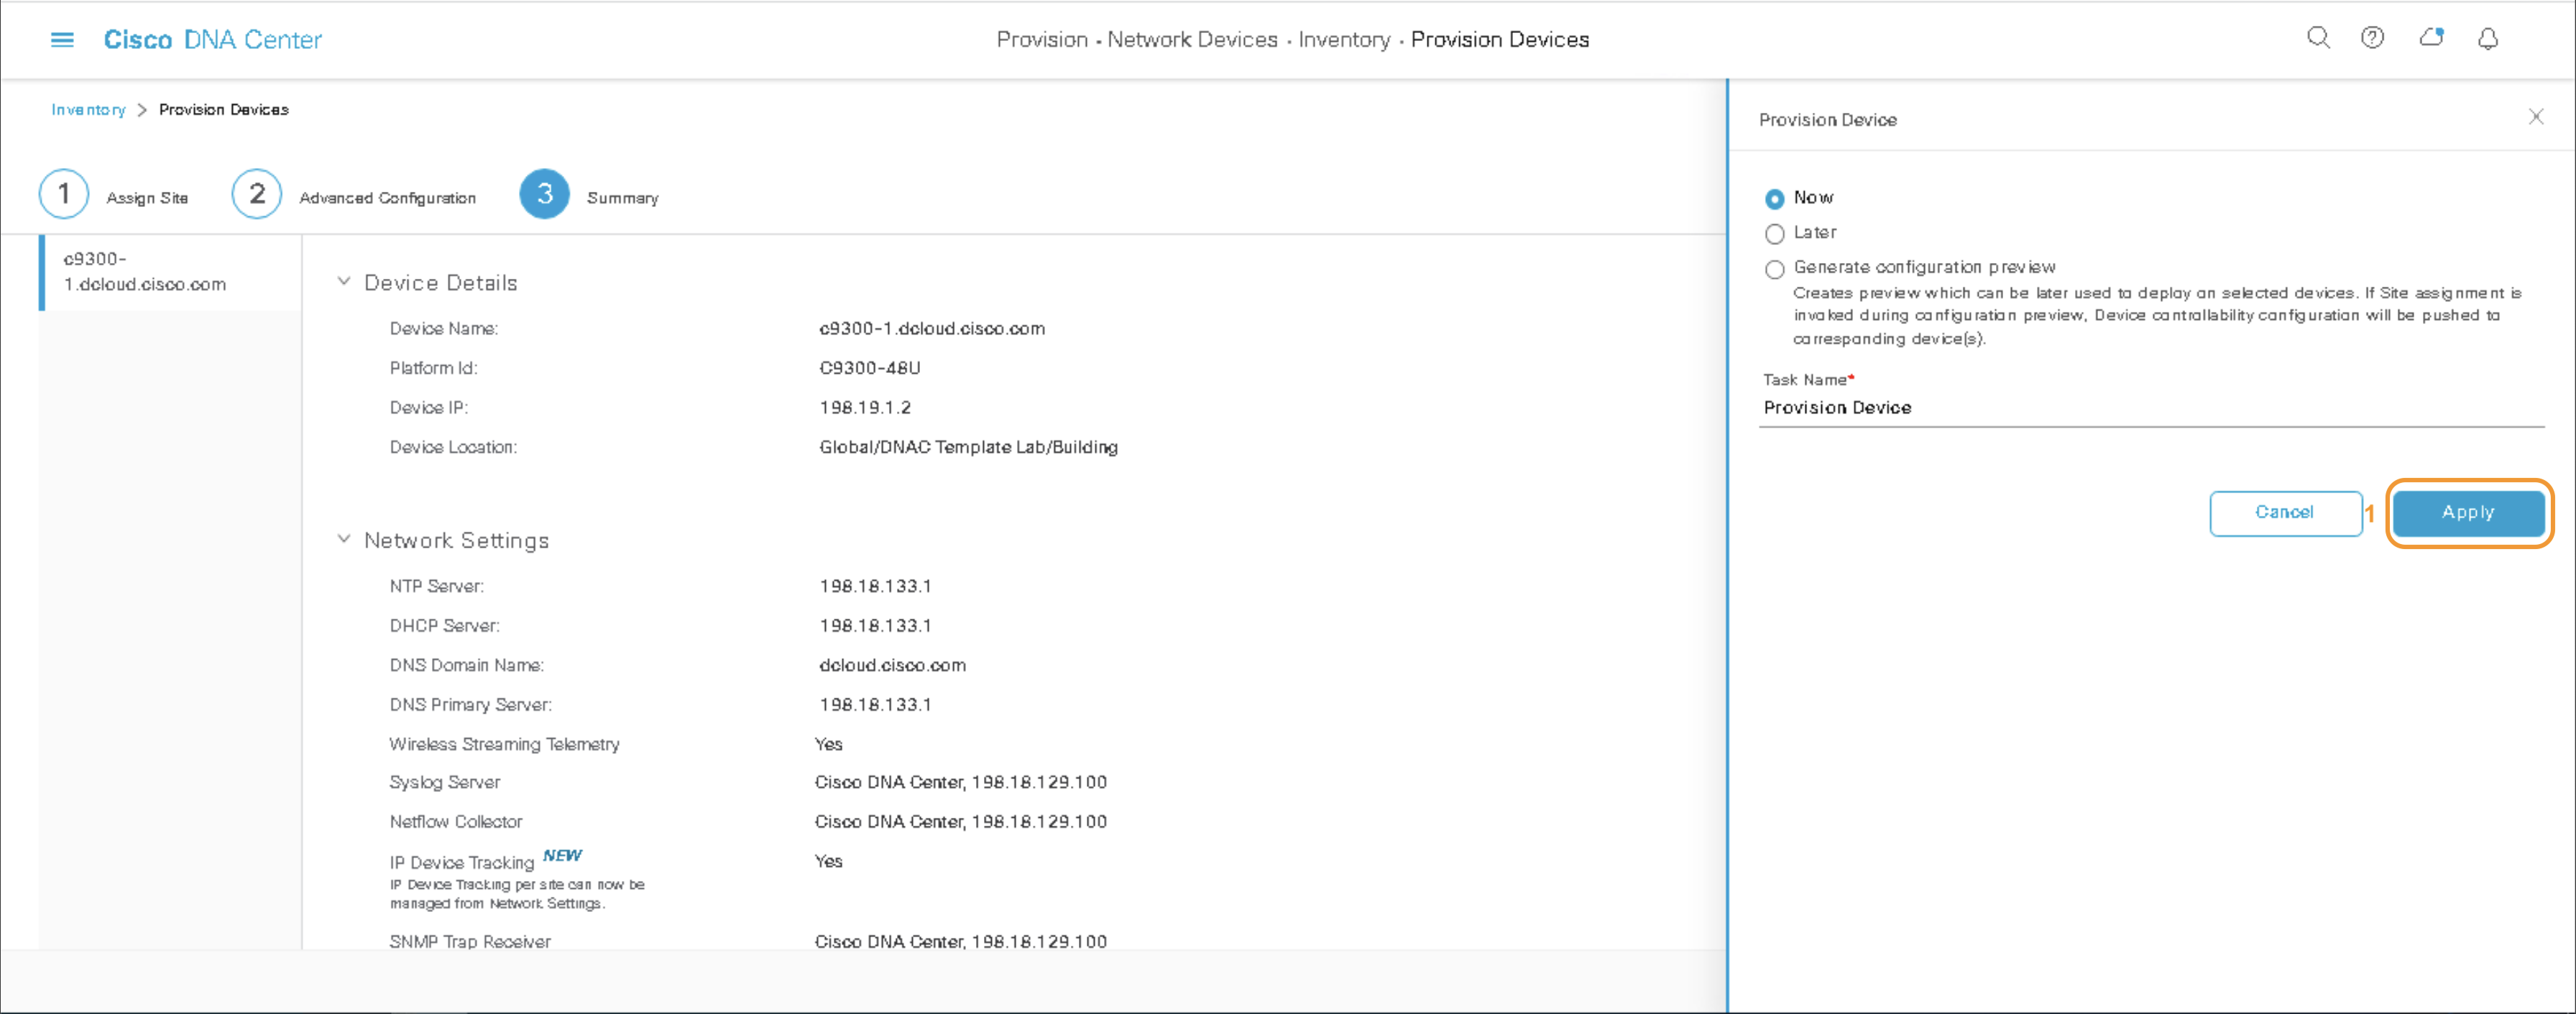 Cisco DNA Center
Provision - Network Devices - Inventory - Provision Devices
Inventory > Provision Devices
1 Assign Site 2 Advanced Configuration 3 Summary
c9300-
1.dcloud.cisco.com
Device Details
Device Name: c9300-1.dcloud.cisco.com
Platform Id: C9300-48U
Device IP: 198.19.1.2
Device Location: Global/DNAC Template Lab/Building
Network Settings
NTP Server: 198.18.133.1
DHCP Server: 198.18.133.1
DNS Domain Name: dcloud.cisco.com
DNS Primary Server: 198.18.133.1
Wireless Streaming Telemetry Yes
Syslog Server Cisco DNA Center, 198.18.129.100
Netflow Collector Cisco DNA Center, 198.18.129.100
IP Device Tracking NEW Yes
IP Device Tracking per site can now be
managed from Network Settings.
SNMP Trap Receiver Cisco DNA Center, 198.18.129.100
Provision Device
Now
Later
Generate configuration preview
Creates preview which can be later used to deploy on selected devices. If Site assignment is
invoked during configuration preview, Device controllability configuration will be pushed to
corresponding device(s).
Task Name*
Provision Device
Cancel 1 Apply